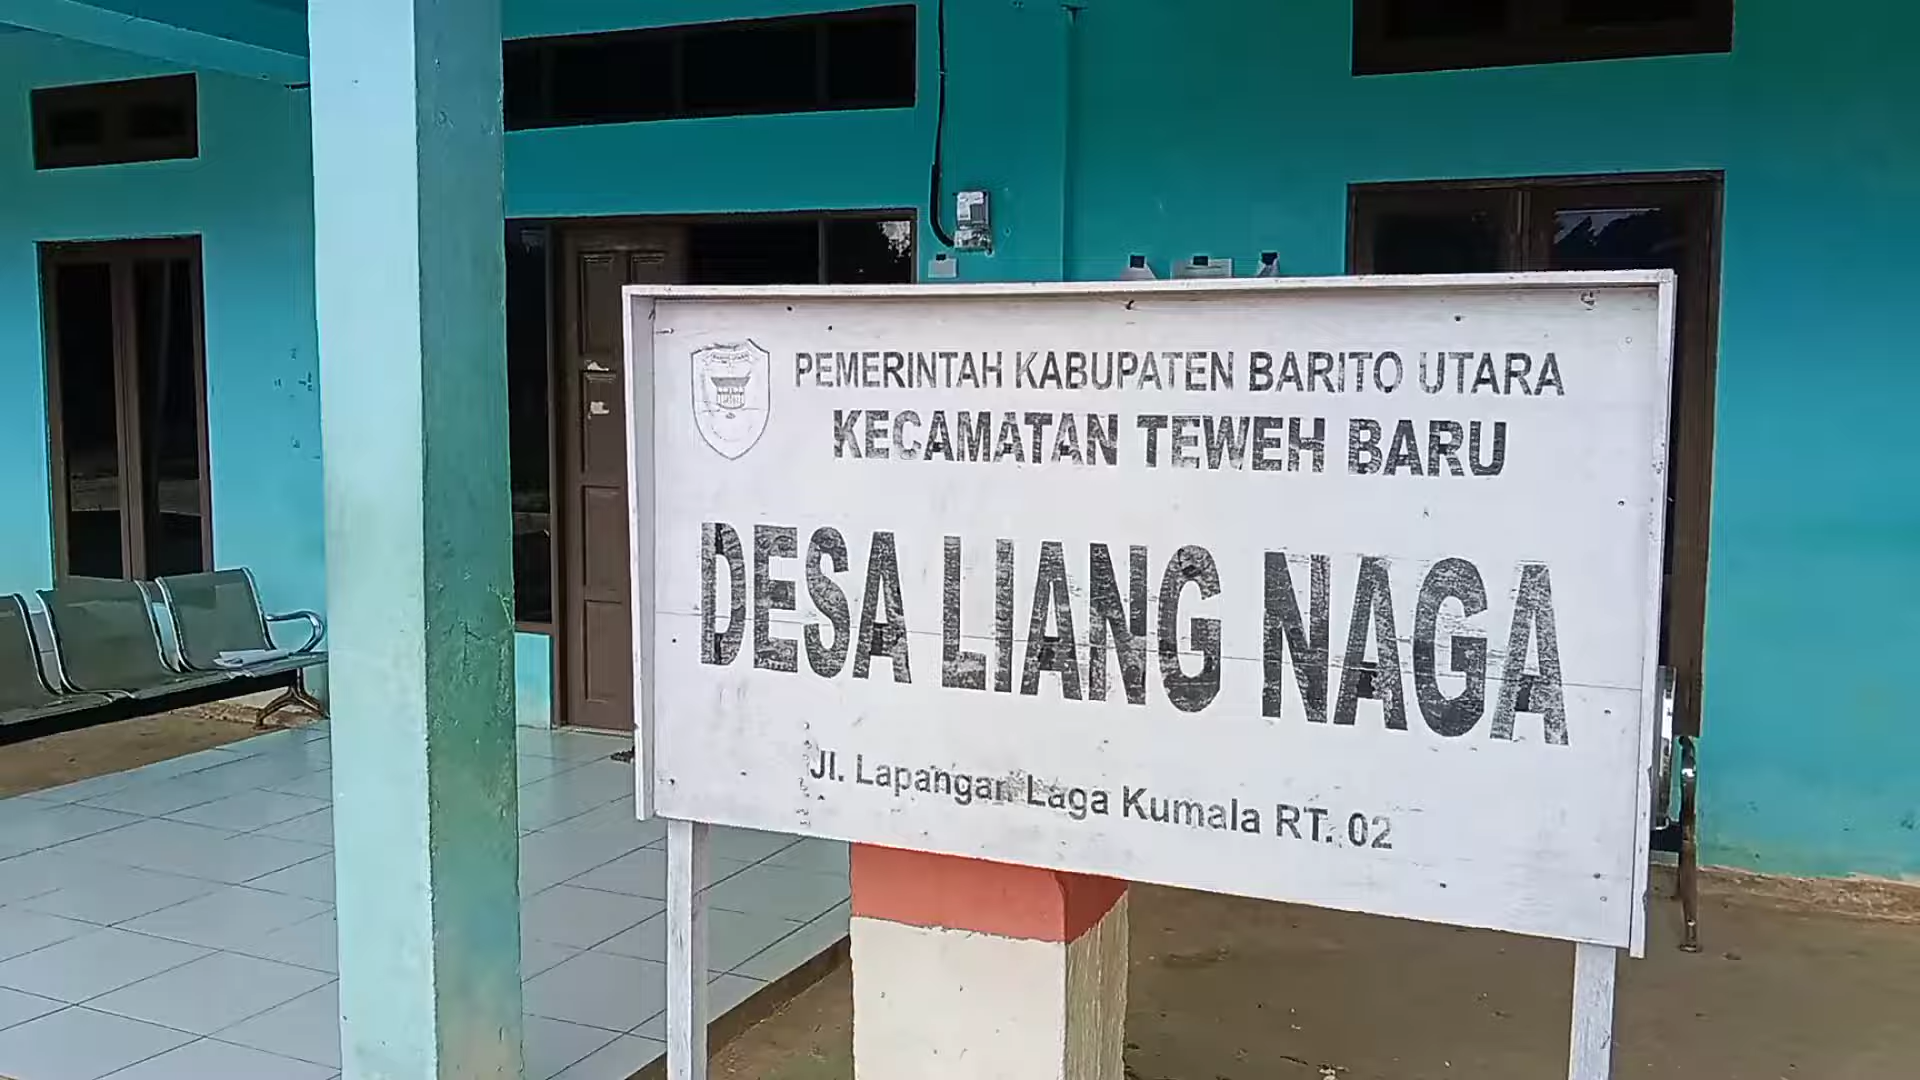 PEMERINTAH KABUPATEN BARITO UTARA
KECAMATAN TEWEH BARU
DESA LIANG NAGA
Jl. Lapangan Laga Kumala RT. 02